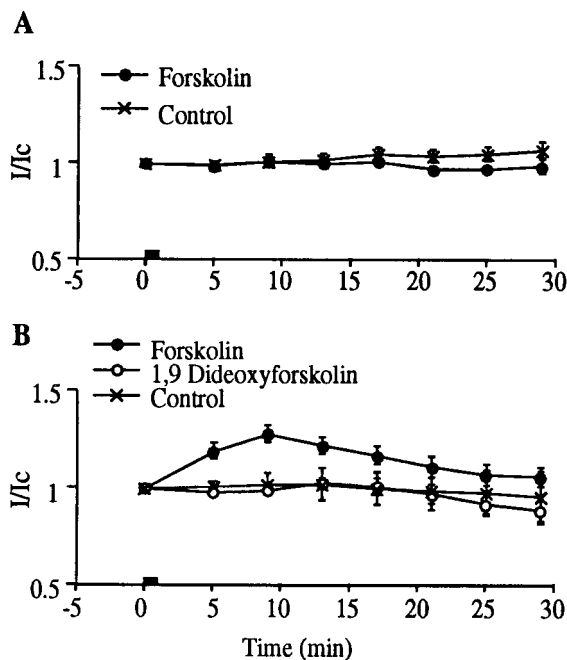 A
1.5
Forskolin
Control
I/Ic
1
0.5
-5 0 5 10 15 20 25 30
B
Forskolin
1,9 Dideoxyforskolin
Control
1.5
I/Ic
1
0.5
-5 0 5 10 15 20 25 30
Time (min)